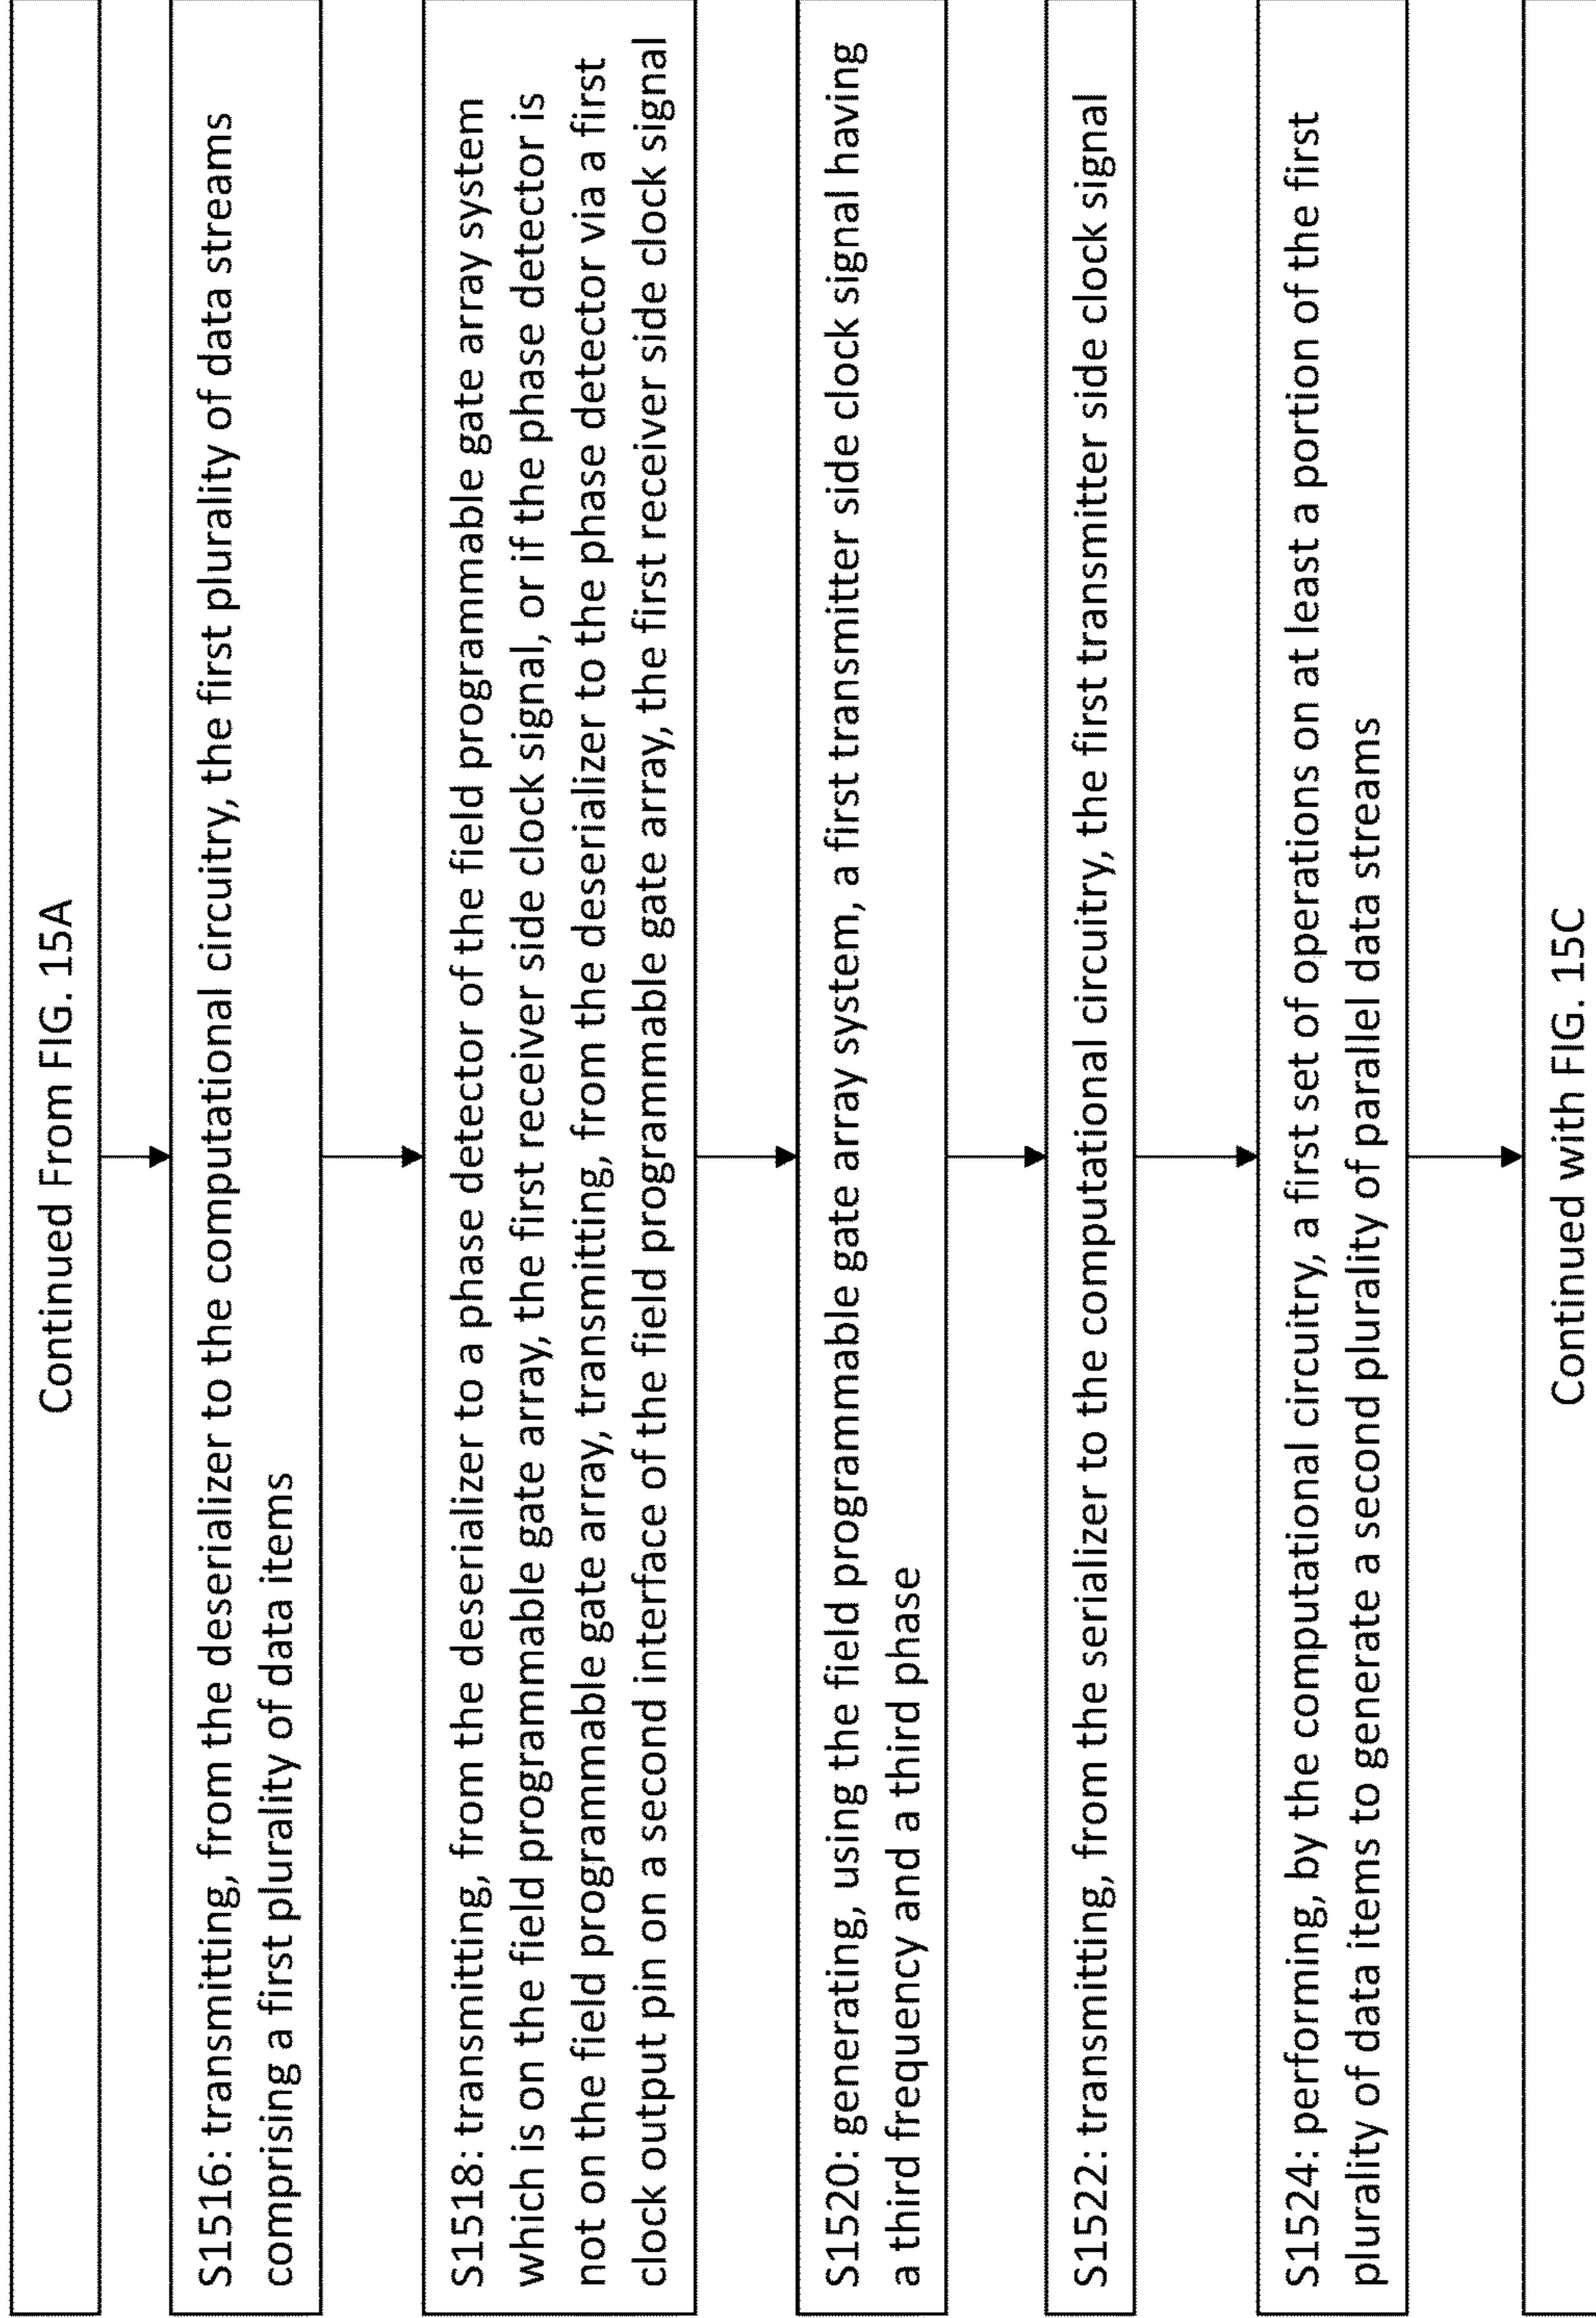 Continued From FIG. 15A
S1516: transmitting, from the deserializer to the computational circuitry, the first plurality of data streams
comprising a first plurality of data items
S1518: transmitting, from the deserializer to a phase detector of the field programmable gate array system
which is on the field programmable gate array, the first receiver side clock signal, or if the phase detector is
not on the field programmable gate array, transmitting, from the deserializer to the phase detector via a first
clock output pin on a second interface of the field programmable gate array, the first receiver side clock signal
S1520: generating, using the field programmable gate array system, a first transmitter side clock signal having
a third frequency and a third phase
S1522: transmitting, from the serializer to the computational circuitry, the first transmitter side clock signal
S1524: performing, by the computational circuitry, a first set of operations on at least a portion of the first
plurality of data items to generate a second plurality of parallel data streams
Continued with FIG. 15C